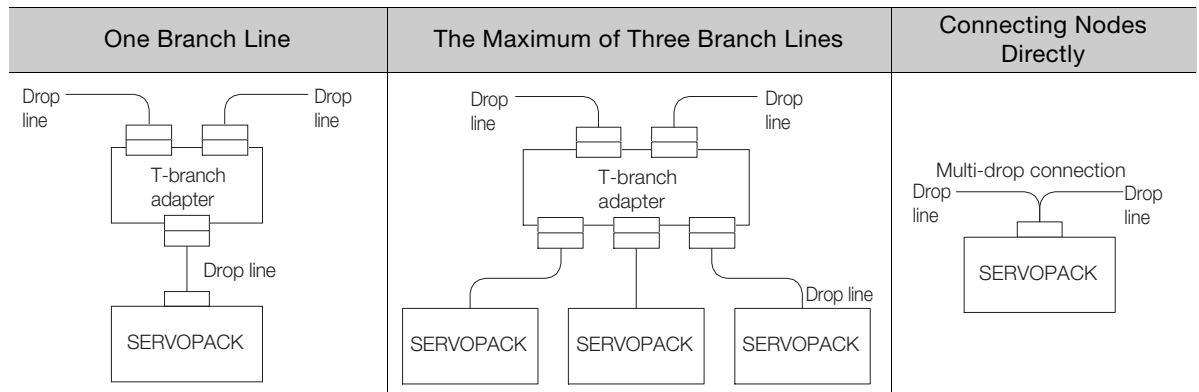 One Branch Line
The Maximum of Three Branch Lines
Connecting Nodes
Directly
Drop
line
Drop
line
T-branch
adapter
Drop line
SERVOPACK
Drop
line
Drop
line
T-branch
adapter
Drop line
SERVOPACK
SERVOPACK
SERVOPACK
Multi-drop connection
Drop
line
Drop
line
SERVOPACK